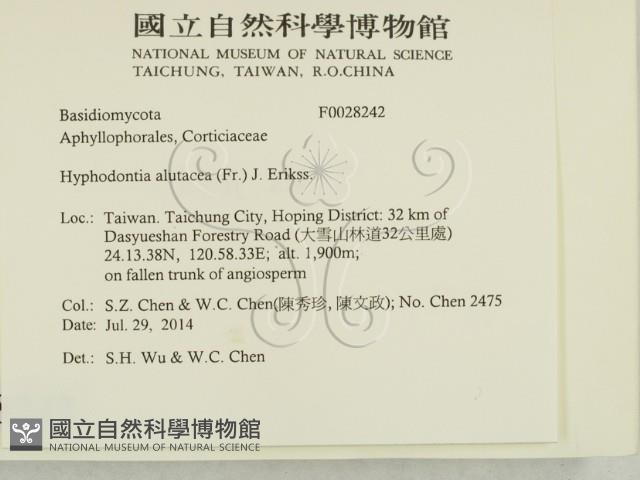 國立自然科學博物館
NATIONAL MUSEUM OF NATURAL SCIENCE
TAICHUNG, TAIWAN, R.O.CHINA
Basidiomycota F0028242
Aphyllophorales, Corticiaceae
Hyphodontia alutacea (Fr.) J. Erikss.
Loc.: Taiwan. Taichung City, Hoping District: 32 km of
Dasyueshan Forestry Road (大雪山林道32公里處)
24.13.38N, 120.58.33E; alt. 1,900m;
on fallen trunk of angiosperm
Col.: S.Z. Chen & W.C. Chen(陳秀珍, 陳文政); No. Chen 2475
Date: Jul. 29, 2014
Det.: S.H. Wu & W.C. Chen
國立自然科學博物館
NATIONAL MUSEUM OF NATURAL SCIENCE